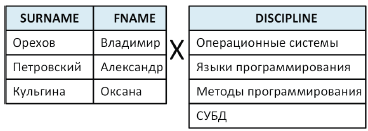 SURNAME FNAME
Орехов Владимир
Петровский Александр
Кульгина Оксана
X
DISCIPLINE
Операционные системы
Языки программирования
Методы программирования
СУБД